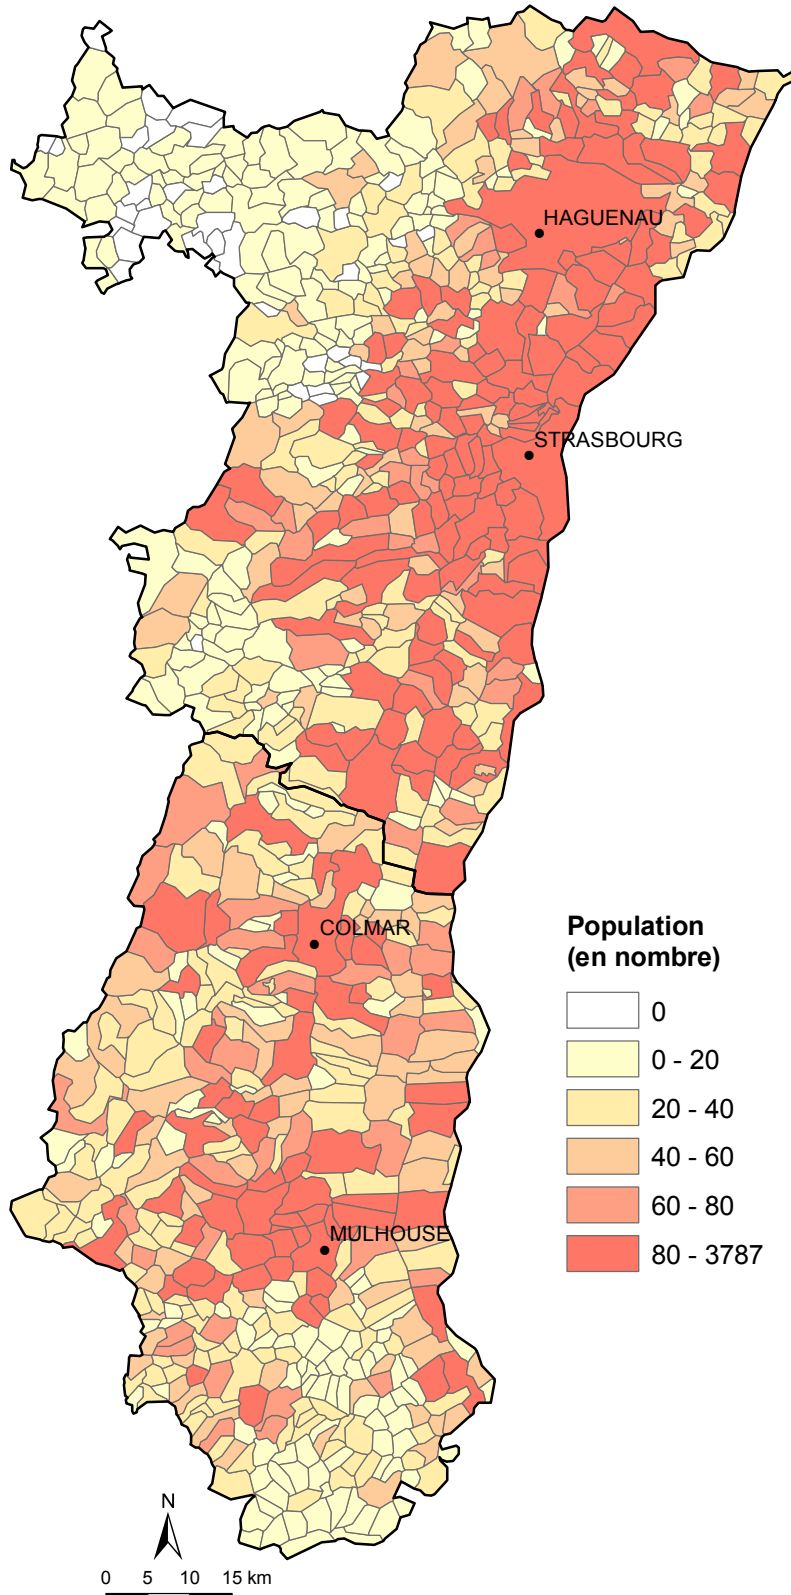 HAGUENAU
STRASBOURG
COLMAR
MULHOUSE
Population
(en nombre)
0
0 - 20
20 - 40
40 - 60
60 - 80
80 - 3787
N
0 5 10 15 km